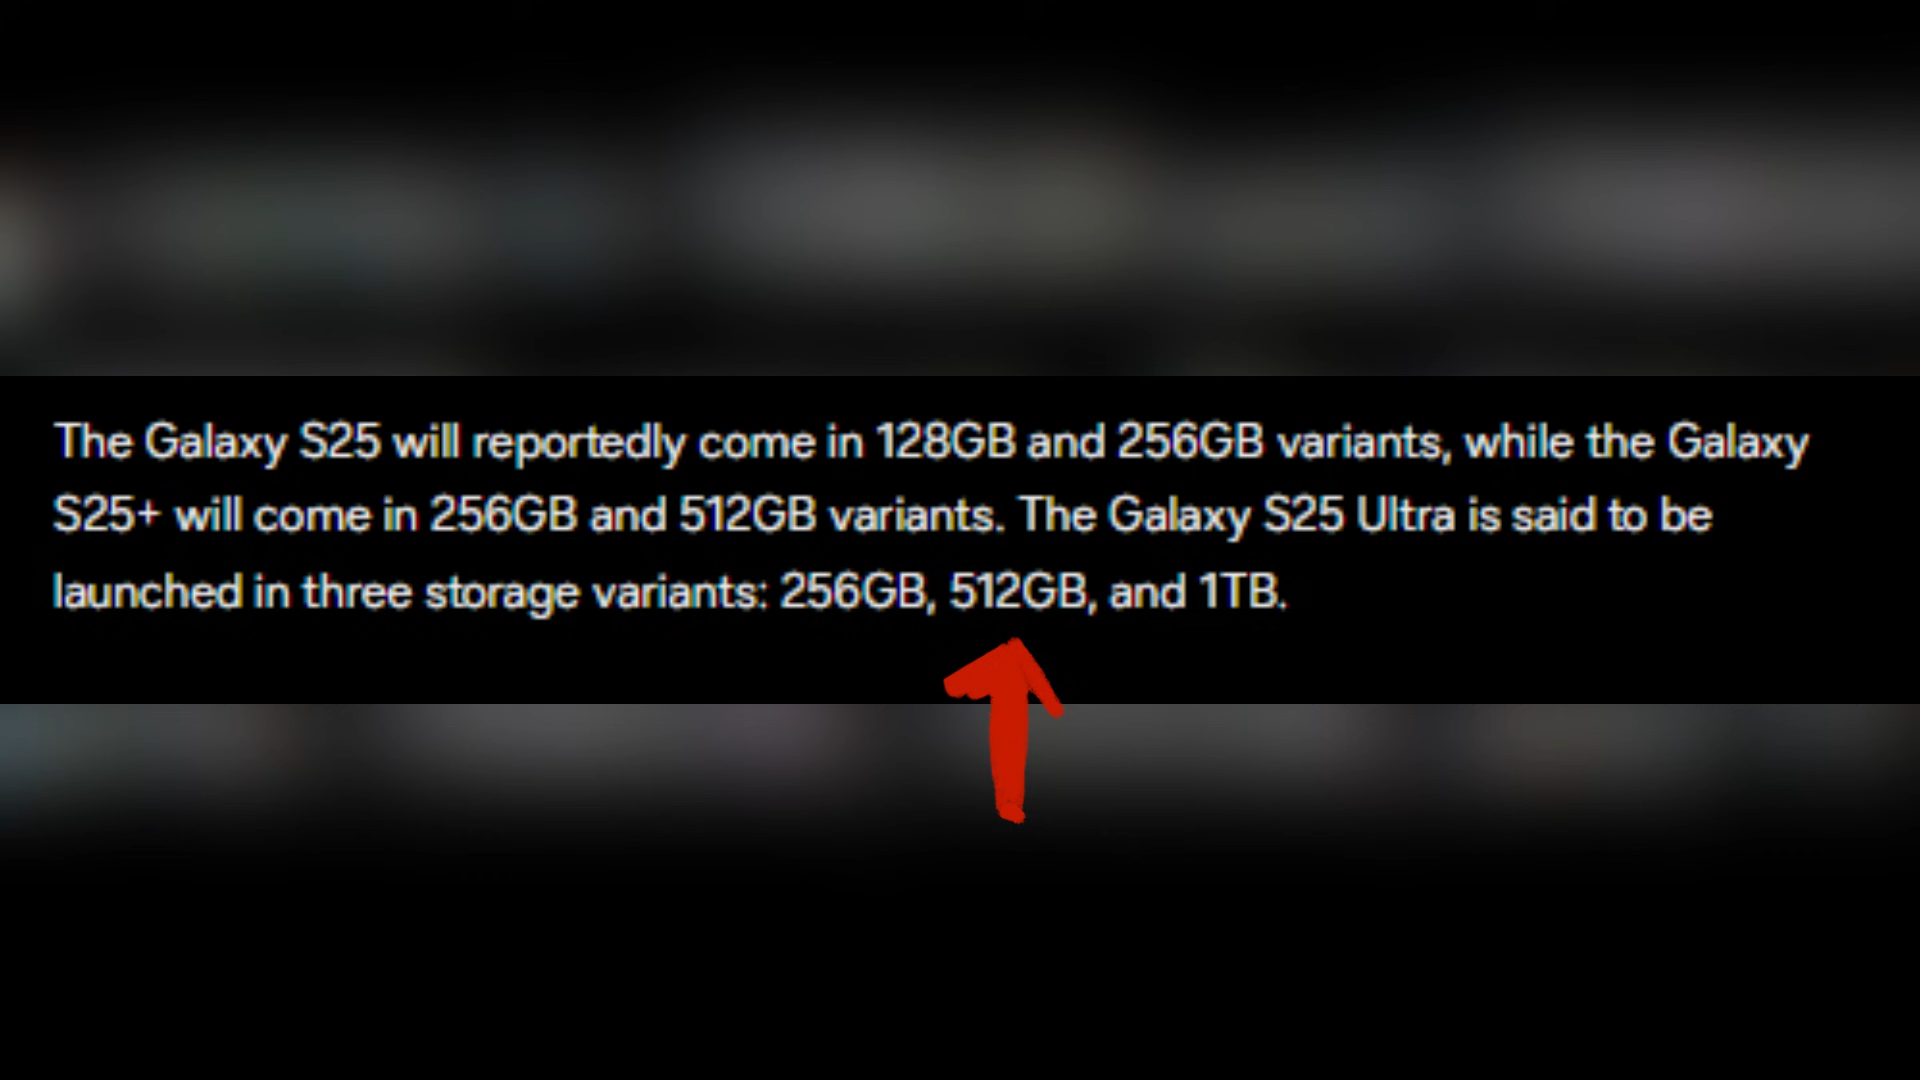 The Galaxy S25 will reportedly come in 128GB and 256GB variants, while the Galaxy
S25+ will come in 256GB and 512GB variants. The Galaxy S25 Ultra is said to be
launched in three storage variants: 256GB, 512GB, and 1TB.